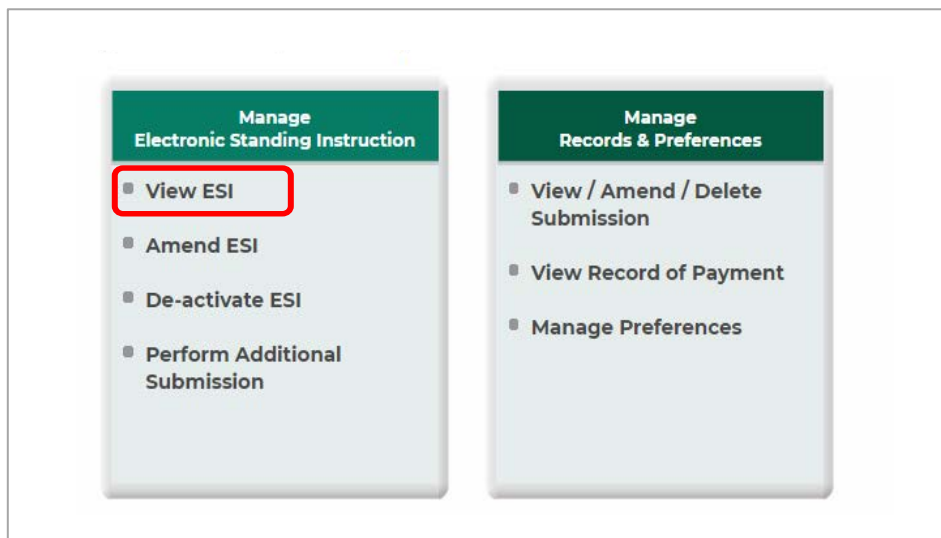 Manage
Electronic Standing Instruction
View ESI
Amend ESI
De-activate ESI
Perform Additional
Submission
Manage
Records & Preferences
View / Amend / Delete
Submission
View Record of Payment
Manage Preferences